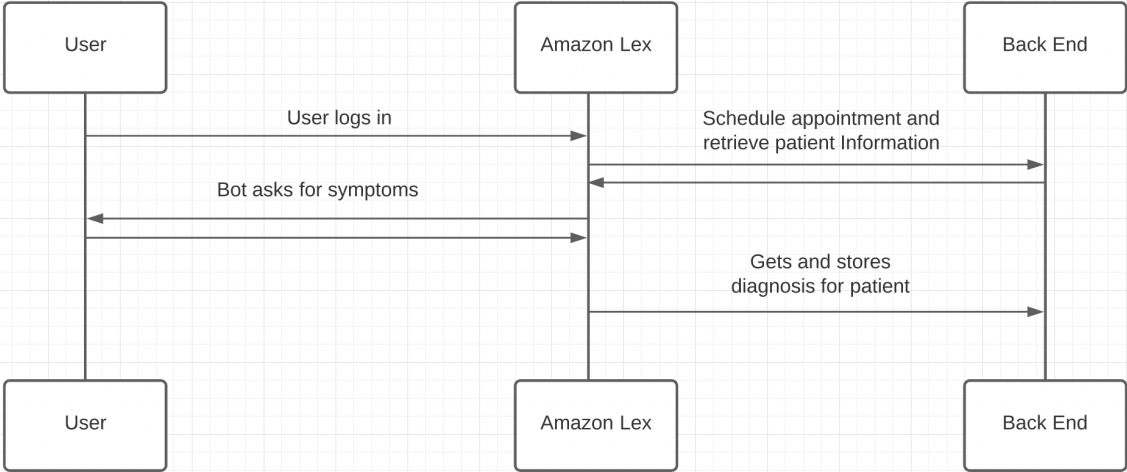 User
Amazon Lex
Back End
User logs in
Schedule appointment and
retrieve patient Information
Bot asks for symptoms
Gets and stores
diagnosis for patient
User
Amazon Lex
Back End